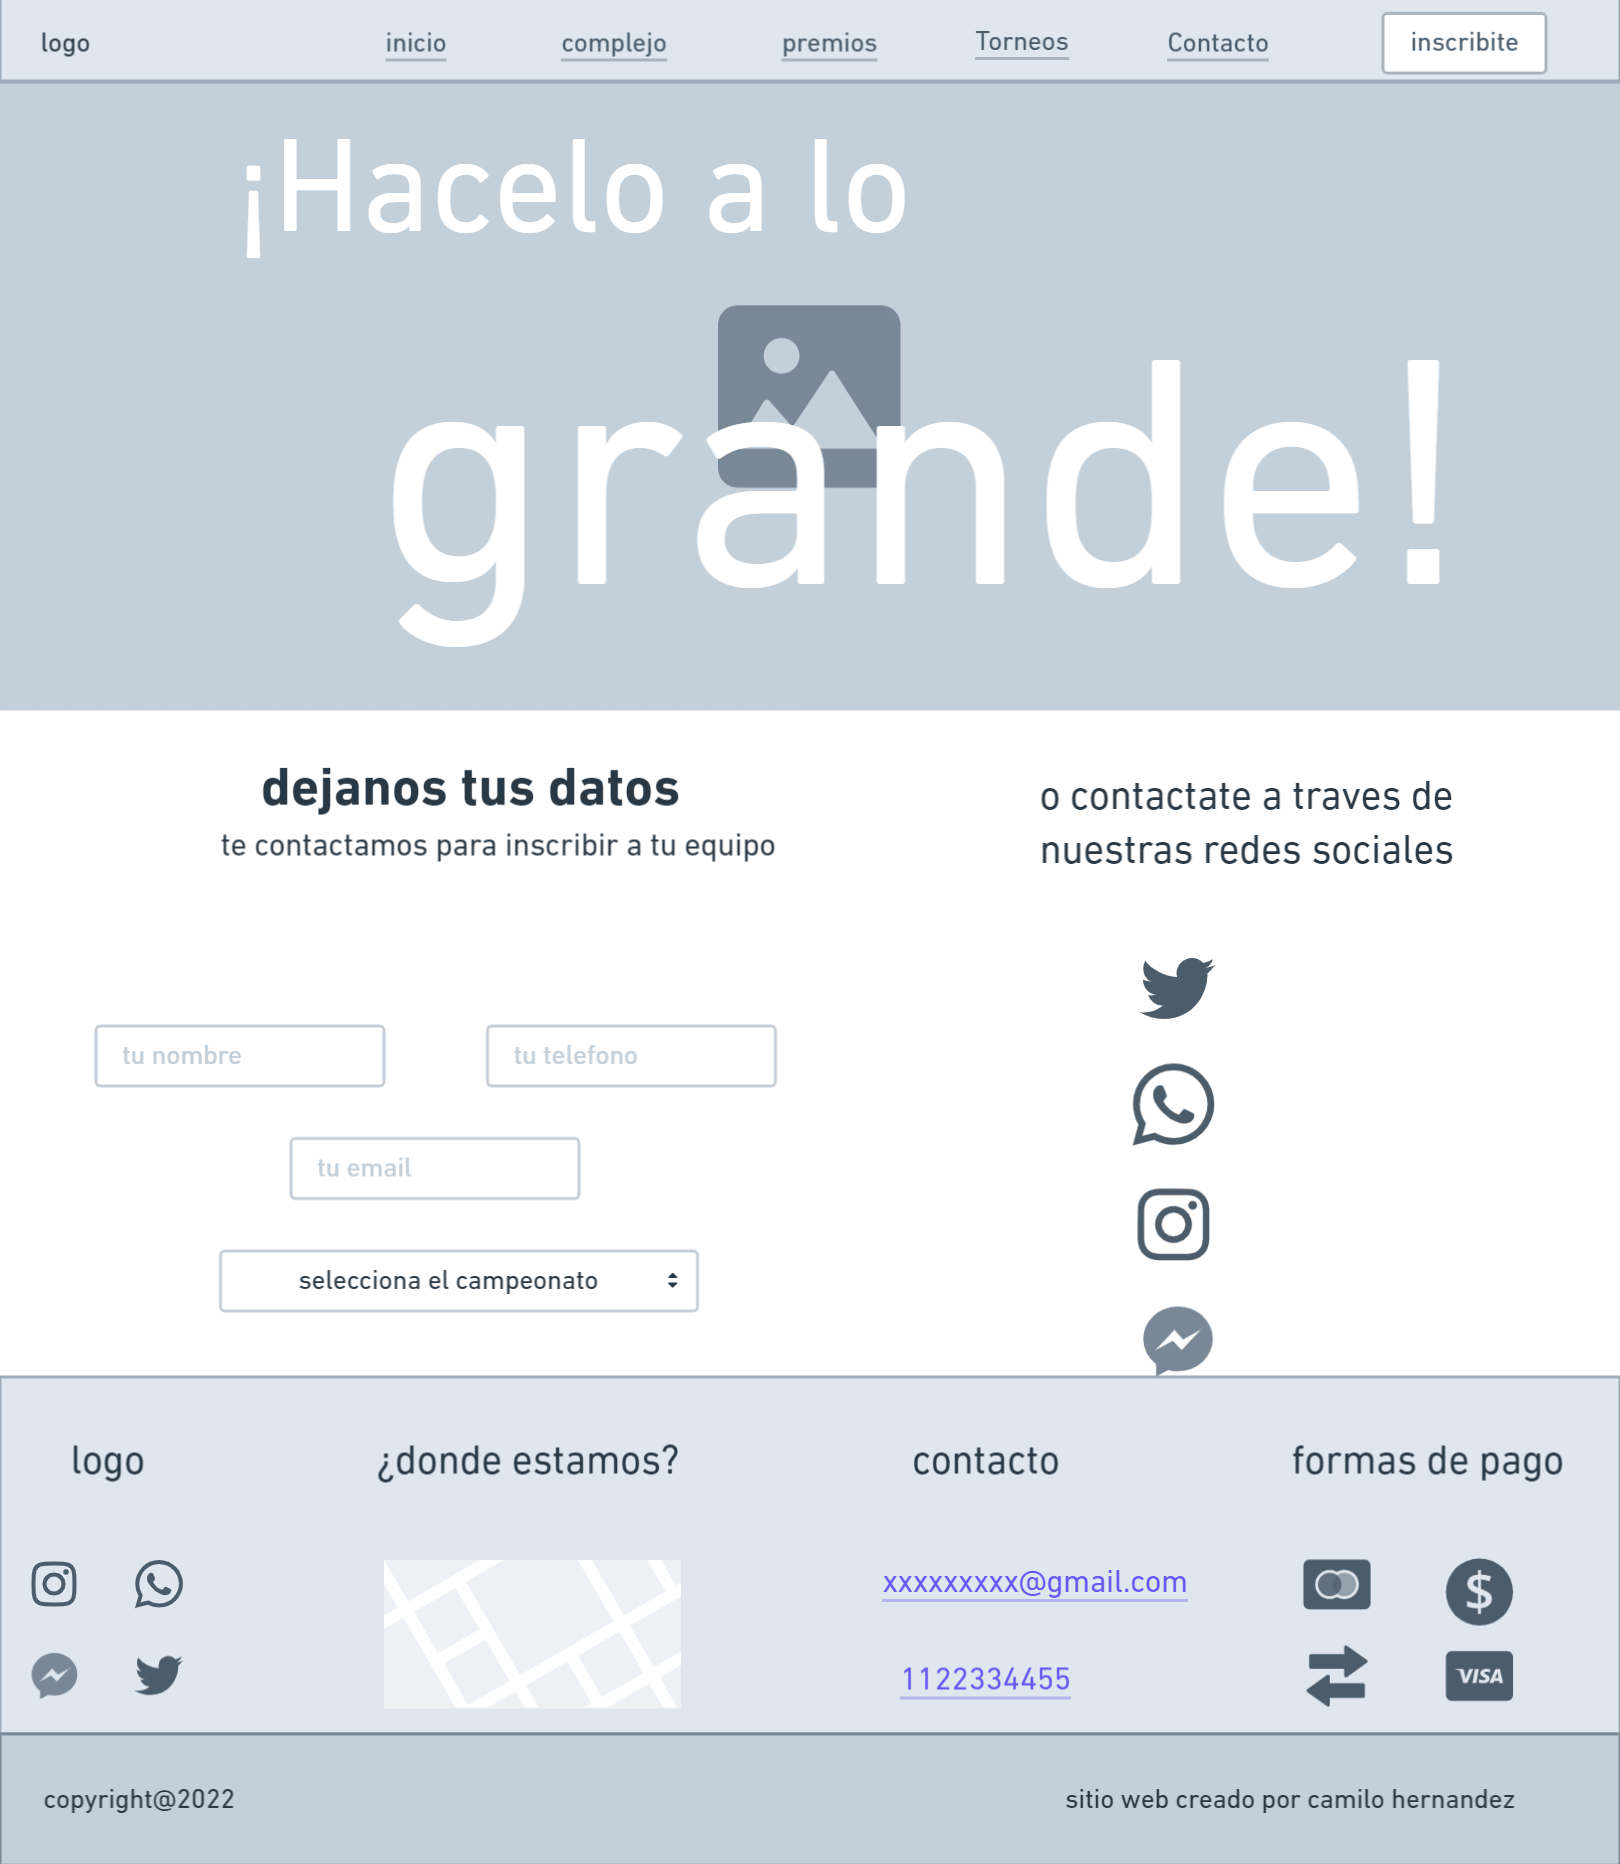 logo
inicio
complejo
premios
Torneos
Contacto
inscribite
¡Hacelo a lo
grande!
dejanos tus datos
te contactamos para inscribir a tu equipo
o contactate a traves de
nuestras redes sociales
tu nombre
tu telefono
tu email
selecciona el campeonato
logo
¿donde estamos?
contacto
formas de pago
xxxxxxxxx@gmail.com
1122334455
$
VISA
copyright@2022
sitio web creado por camilo hernandez